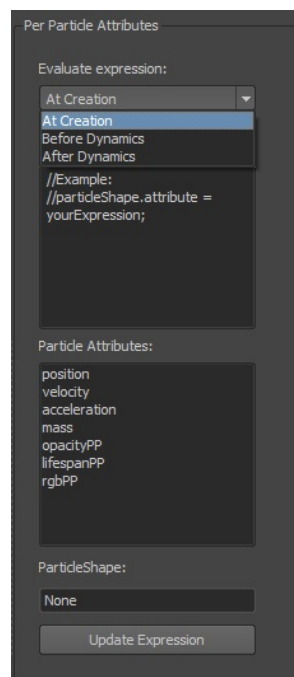 Per Particle Attributes
Evaluate expression:
At Creation
At Creation
Before Dynamics
After Dynamics
//Example:
//particleShape.attribute =
yourExpression;
Particle Attributes:
position
velocity
acceleration
mass
opacityPP
lifespanPP
rgbPP
ParticleShape:
None
Update Expression